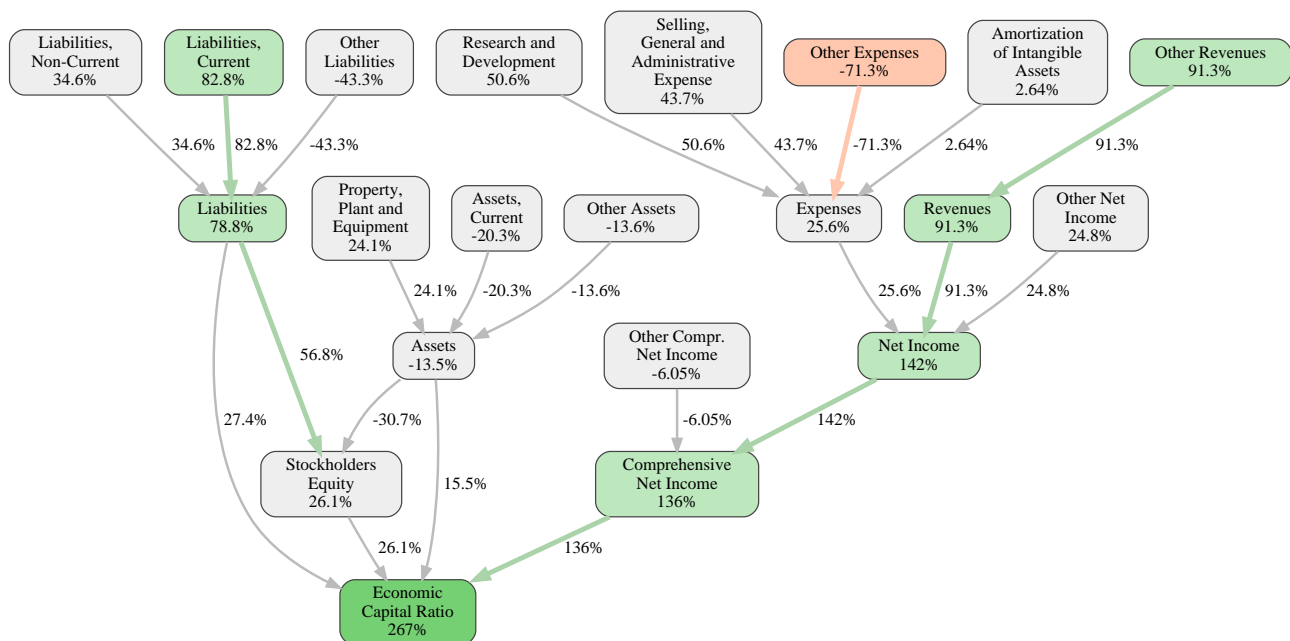 Liabilities,
Non-Current
34.6%
Liabilities,
Current
82.8%
Other
Liabilities
-43.3%
Research and
Development
50.6%
Selling,
General and
Administrative
Expense
43.7%
Other Expenses
-71.3%
Amortization
of Intangible
Assets
2.64%
Other Revenues
91.3%
34.6%
82.8%
-43.3%
50.6%
43.7%
-71.3%
2.64%
91.3%
Liabilities
78.8%
Property,
Plant and
Equipment
24.1%
Assets,
Current
-20.3%
Other Assets
-13.6%
Expenses
25.6%
Revenues
91.3%
Other Net
Income
24.8%
24.1%
-20.3%
-13.6%
25.6%
91.3%
24.8%
Assets
-13.5%
Other Compr.
Net Income
-6.05%
Net Income
142%
56.8%
27.4%
-30.7%
15.5%
-6.05%
142%
Stockholders
Equity
26.1%
Comprehensive
Net Income
136%
26.1%
136%
Economic
Capital Ratio
267%